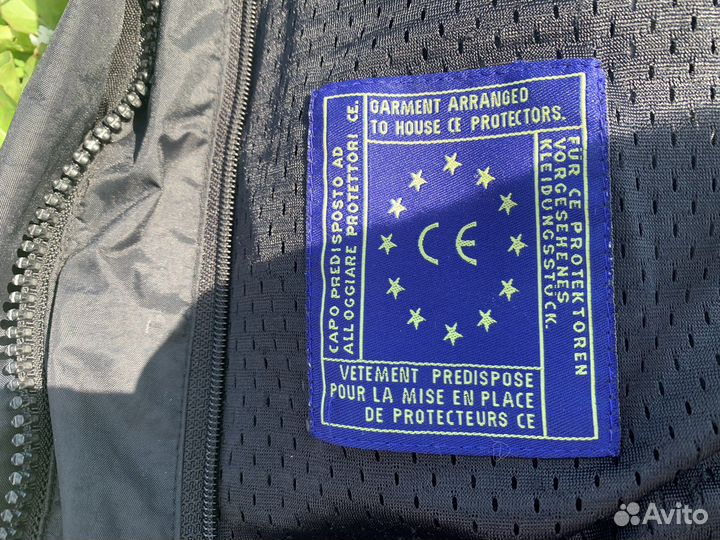 GARMENT ARRANGED
TO HOUSE CE PROTECTORS.
CAPO PREDISPOSTO AD
ALLOGGIARE PROTETTORI CE.
CE
FÜR CE PROTEKTOREN
VORGESEHENES
KLEIDUNGSSTÜCK.
VETEMENT PREDISPOSE
POUR LA MISE EN PLACE
DE PROTECTEURS CE
Avito